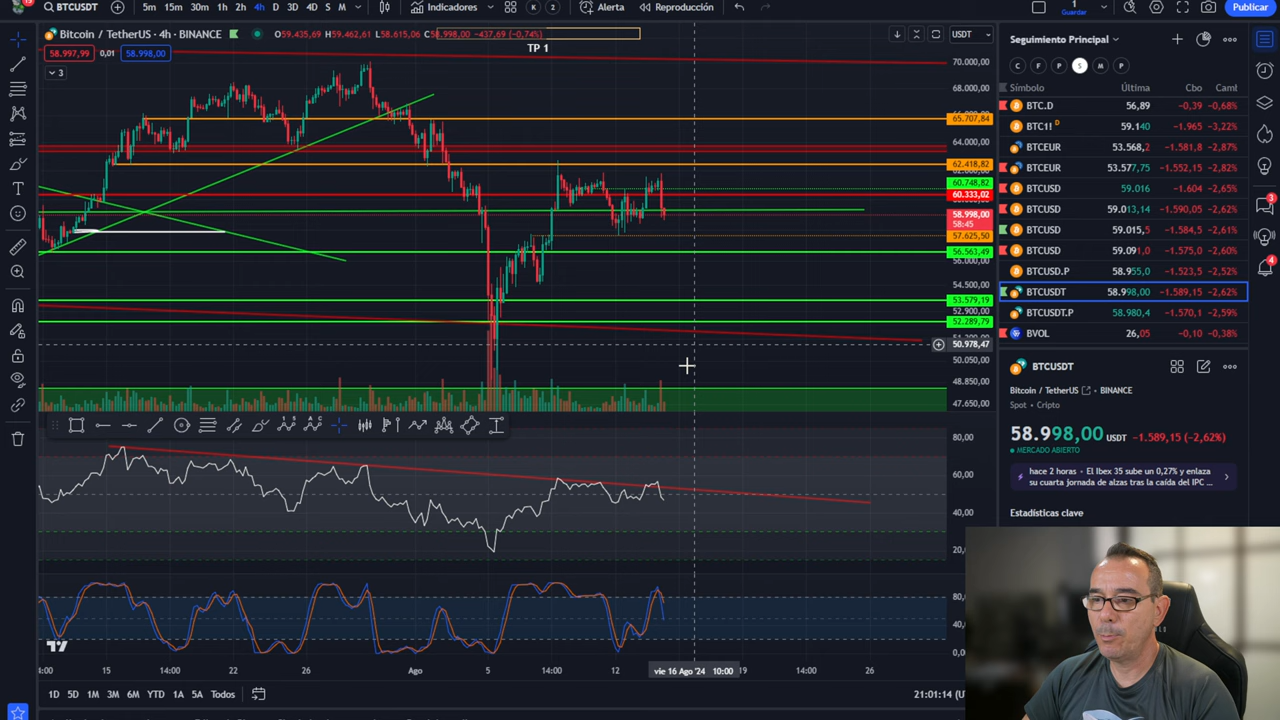 BTCUSDT
5m 15m 30m 1h 2h 4h D 3D 4D S M
Indicadores
Alerta
Reproducción
1
Guardar
Publicar
Bitcoin / TetherUS · 4h · BINANCE
O59.435,69 H59.462,61 L58.615,06 C58.998,00 −437,69 (−0,74%)
TP 1
58.997,99 0,01 58.998,00
3
USDT
70.000,00
68.000,00
65.707,84
64.000,00
62.418,82
60.748,82
60.333,02
58.998,00
58:45
57.625,50
56.563,49
56.000,00
54.500,00
53.579,19
52.900,00
52.289,79
50.978,47
50.050,00
48.850,00
47.650,00
80,00
60,00
40,00
20,
80,
40,00
0,0
15 14:00 22 26 Ago 5 14:00 12 vie 16 Ago '24 10:00 19 14:00 26
1D 5D 1M 3M 6M YTD 1A 5A Todos
21:01:14 (U
Seguimiento Principal
C F P S M P
Símbolo Última Cbo Camt
BTC.D 56,89 −0,39 −0,68%
BTC1! D 59.140 −1.965 −3,22%
BTCEUR 53.568,2 −1.581,8 −2,87%
BTCEUR 53.577,75 −1.552,15 −2,82%
BTCUSD 59.016 −1.604 −2,65%
BTCUSD 59.013,14 −1.590,05 −2,62%
BTCUSD 59.015,5 −1.584,5 −2,61%
BTCUSD 59.091,0 −1.575,0 −2,60%
BTCUSD.P 58.955,0 −1.523,5 −2,52%
BTCUSDT 58.998,00 −1.589,15 −2,62%
BTCUSDT.P 58.980,4 −1.570,1 −2,59%
BVOL 26,05 −0,10 −0,38%
3
4
BTCUSDT
Bitcoin / TetherUS · BINANCE
Spot · Cripto
58.998,00 USDT −1.589,15 (−2,62%)
MERCADO ABIERTO
hace 2 horas · El Ibex 35 sube un 0,27% y enlaza
su cuarta jornada de alzas tras la caída del IPC ...
Estadísticas clave